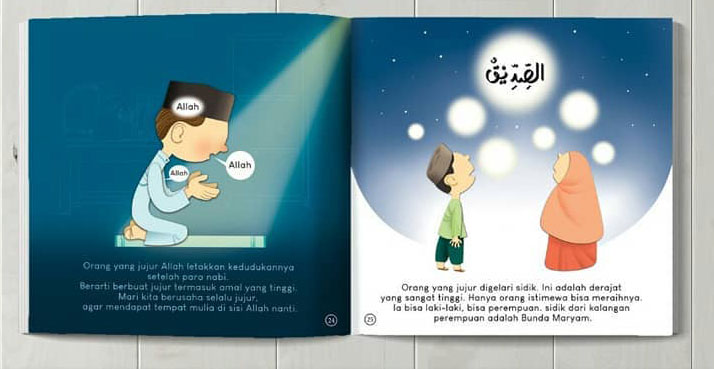 Allah
Allah
Allah
Orang yang jujur Allah letakkan kedudukannya
setelah para nabi.
Berarti berbuat jujur termasuk amal yang tinggi.
Mari kita berusaha selalu jujur,
agar mendapat tempat mulia di sisi Allah nanti.
24
الصِّدِّيْقُ
Orang yang jujur digelari sidik. Ini adalah derajat
yang sangat tinggi. Hanya orang istimewa bisa meraihnya.
Ia bisa laki-laki, bisa perempuan. sidik dari kalangan
perempuan adalah Bunda Maryam.
25